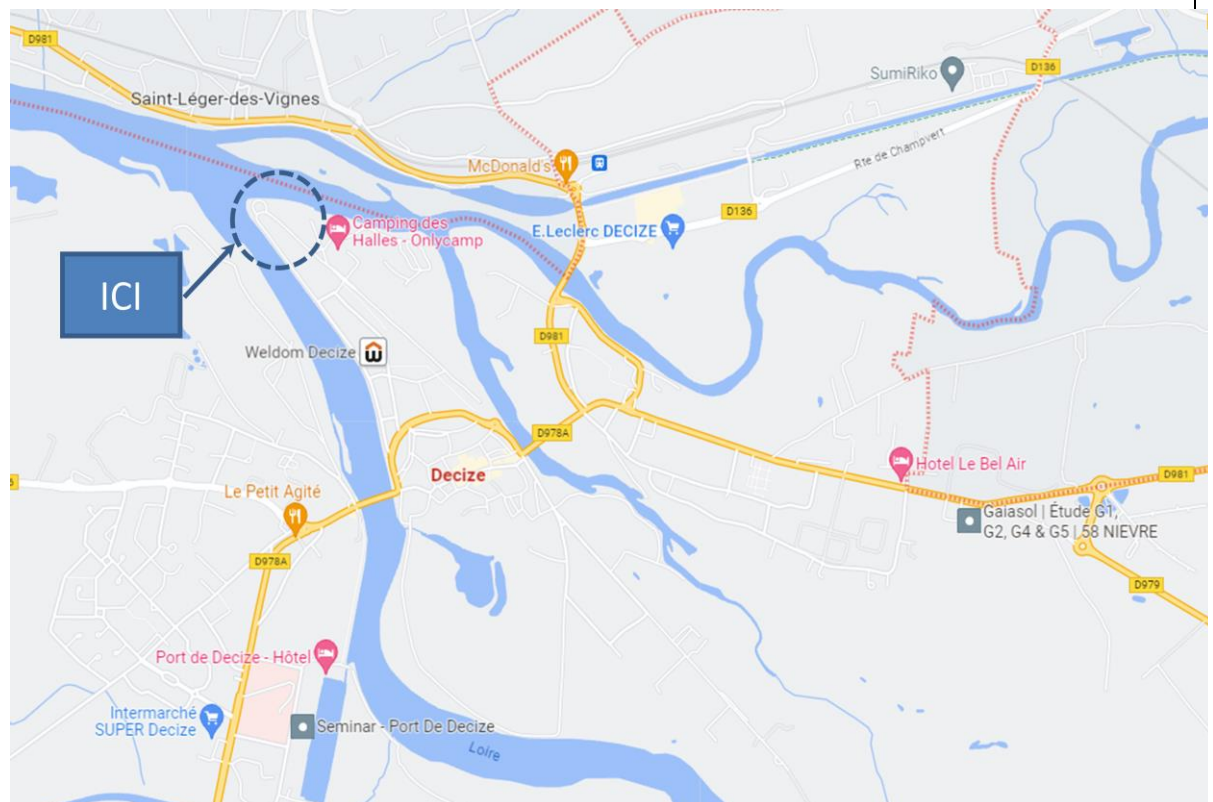 D981
SumiRiko
D136
Saint-Léger-des-Vignes
Rte de Champvert
McDonald's
D136
Camping des
Halles - Onlycamp
E.Leclerc DECIZE
ICI
D981
Weldom Decize
D978A
Decize
Hotel Le Bel Air
D981
Le Petit Agité
Gaiasol | Étude G1,
G2, G4 & G5 | 58 NIEVRE
D978A
D979
Port de Decize - Hôtel
Intermarché
SUPER Decize
Seminar - Port De Decize
Loire